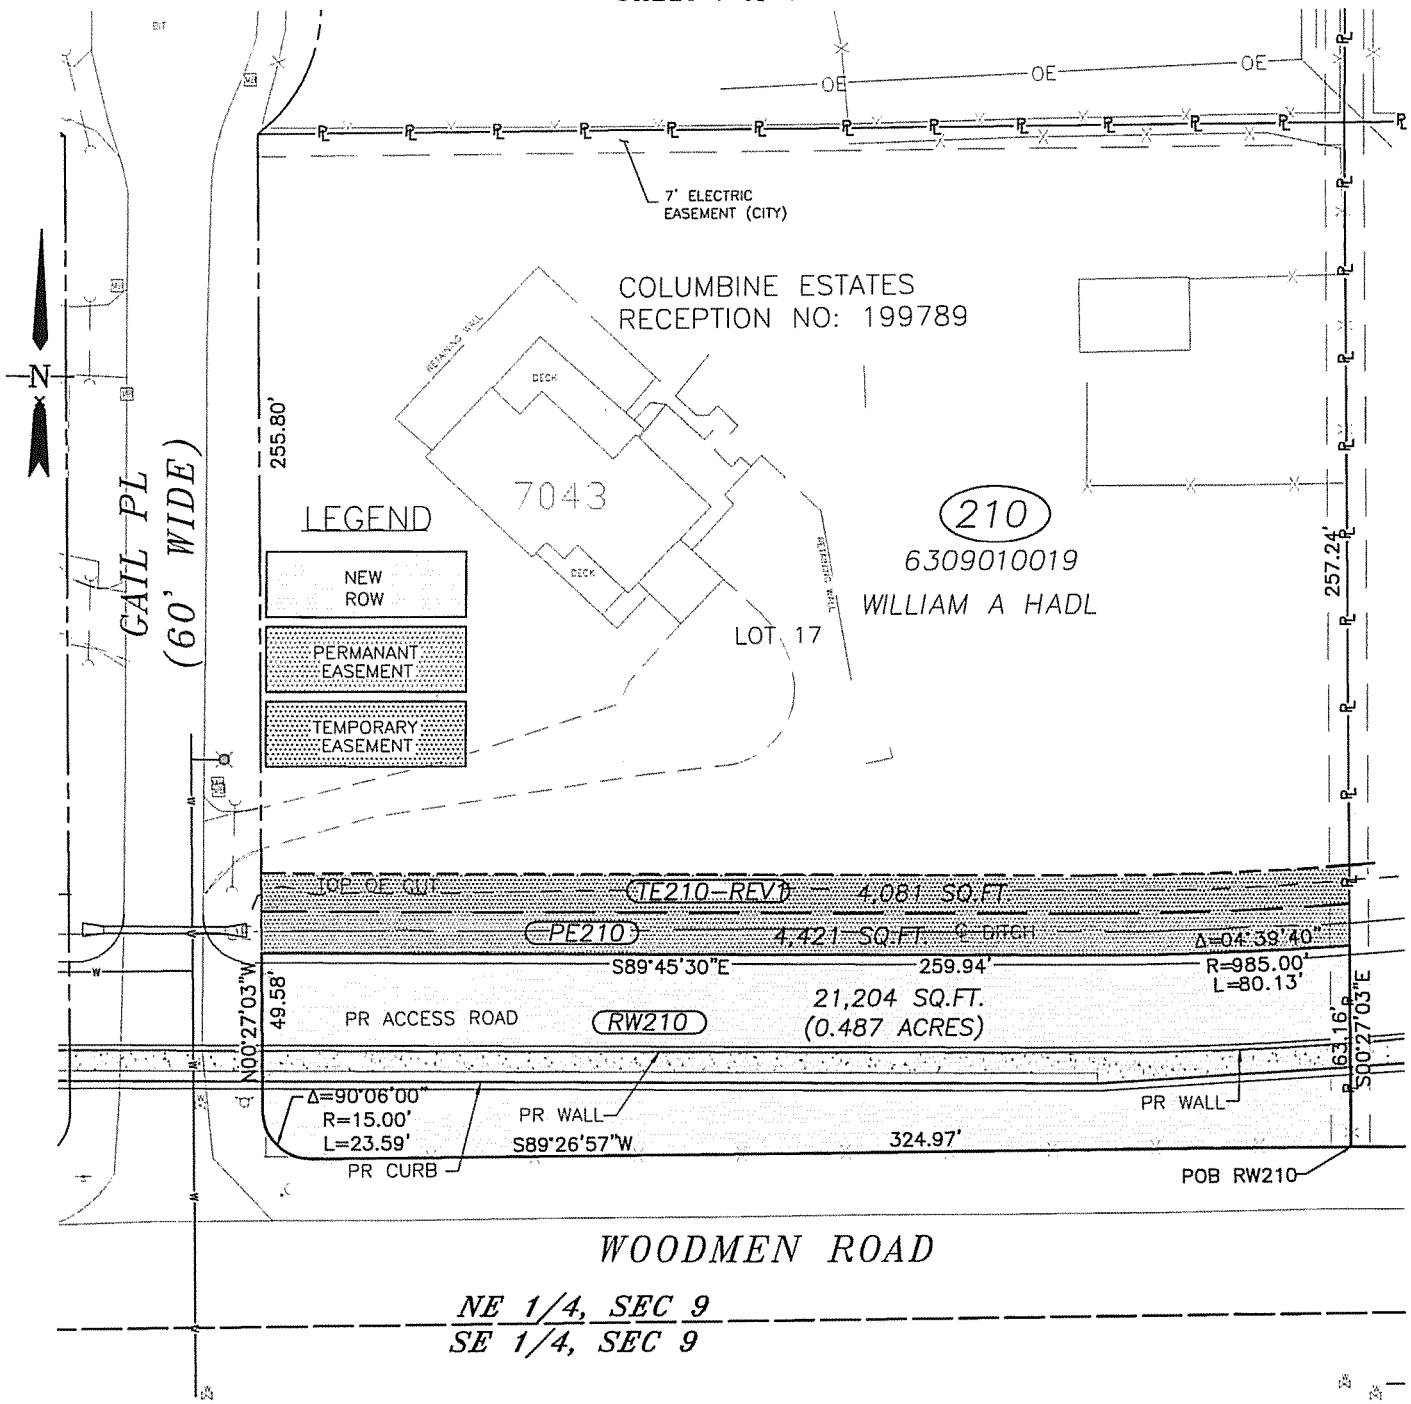 BIT
OE
OE
OE
7' ELECTRIC
EASEMENT (CITY)
COLUMBINE ESTATES
RECEPTION NO: 199789
RETAINING WALL
DECK
N
255.80'
GAIL PL
(60' WIDE)
7043
LEGEND
NEW
ROW
PERMANANT
EASEMENT
TEMPORARY
EASEMENT
DECK
RETAINING WALL
210
6309010019
WILLIAM A HADL
257.24'
LOT 17
TOP OF CUT
TE210-REV1
4,081 SQ.FT.
PE210
4,421 SQ.FT.
DITCH
Δ=04°39'40"
R=985.00'
L=80.13'
S89°45'30"E
259.94'
21,204 SQ.FT.
(0.487 ACRES)
N00°27'03"W
49.58'
PR ACCESS ROAD
RW210
63.16'
S00°27'03"E
Δ=90°06'00"
R=15.00'
L=23.59'
PR WALL
PR WALL
S89°26'57"W
324.97'
PR CURB
POB RW210
WOODMEN ROAD
NE 1/4, SEC 9
SE 1/4, SEC 9